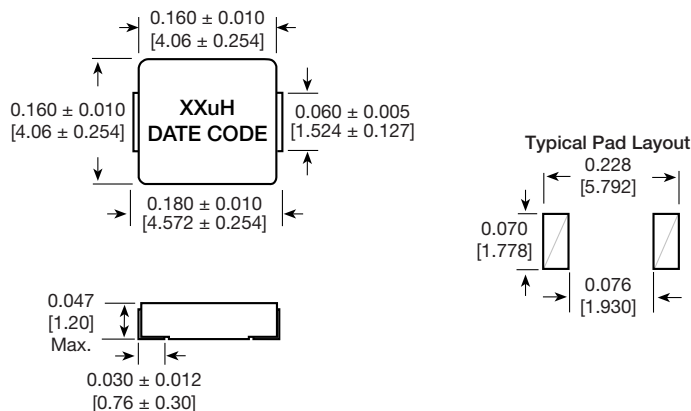 0.160 ± 0.010
[4.06 ± 0.254]
0.160 ± 0.010
[4.06 ± 0.254]
XXuH
DATE CODE
0.060 ± 0.005
[1.524 ± 0.127]
0.180 ± 0.010
[4.572 ± 0.254]
Typical Pad Layout
0.228
[5.792]
0.070
[1.778]
0.076
[1.930]
0.047
[1.20]
Max.
0.030 ± 0.012
[0.76 ± 0.30]